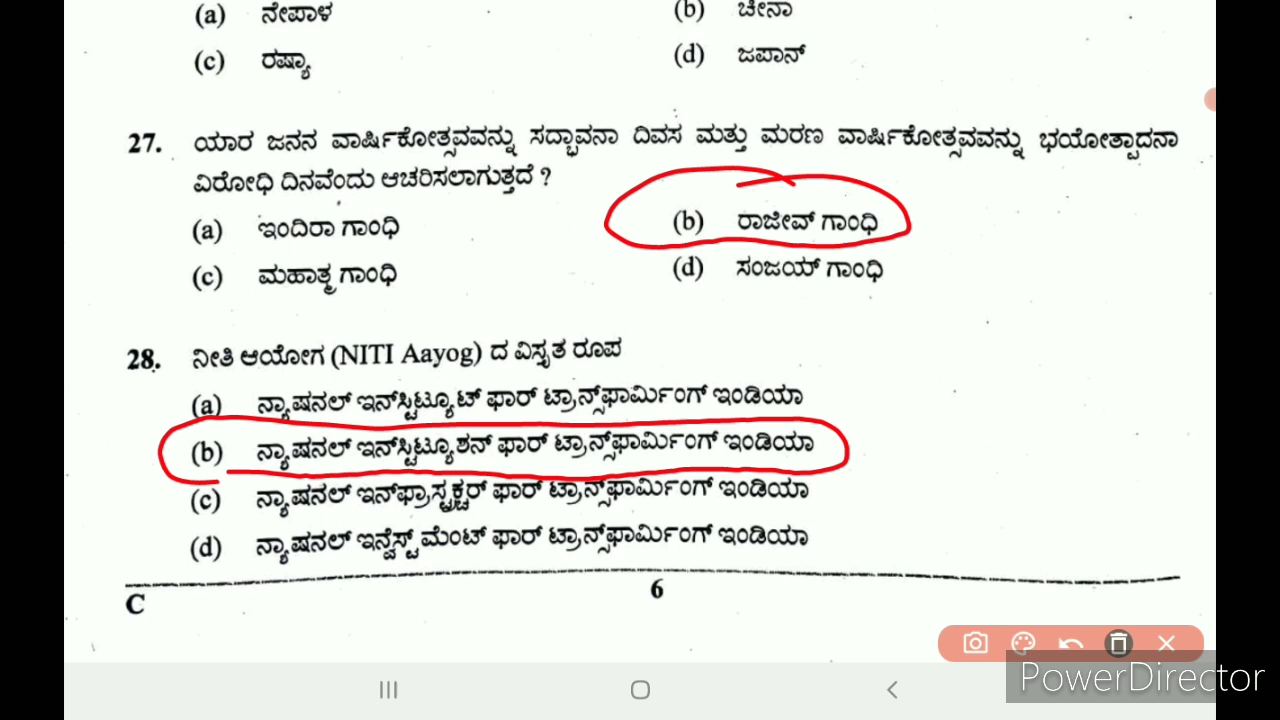 (a) ನೇಪಾಳ (b) ಚೀನಾ
(c) ರಷ್ಯಾ (d) ಜಪಾನ್
27. ಯಾರ ಜನನ ವಾರ್ಷಿಕೋತ್ಸವವನ್ನು ಸದ್ಭಾವನಾ ದಿವಸ ಮತ್ತು ಮರಣ ವಾರ್ಷಿಕೋತ್ಸವವನ್ನು ಭಯೋತ್ಪಾದನಾ
ವಿರೋಧಿ ದಿನವೆಂದು ಆಚರಿಸಲಾಗುತ್ತದೆ ?
(a) ಇಂದಿರಾ ಗಾಂಧಿ (b) ರಾಜೀವ್ ಗಾಂಧಿ
(c) ಮಹಾತ್ಮ ಗಾಂಧಿ (d) ಸಂಜಯ್ ಗಾಂಧಿ
28. ನೀತಿ ಆಯೋಗ (NITI Aayog) ದ ವಿಸ್ತೃತ ರೂಪ
(a) ನ್ಯಾಷನಲ್ ಇನ್‌ಸ್ಟಿಟ್ಯೂಟ್ ಫಾರ್ ಟ್ರಾನ್ಸ್‌ಫಾರ್ಮಿಂಗ್ ಇಂಡಿಯಾ
(b) ನ್ಯಾಷನಲ್ ಇನ್‌ಸ್ಟಿಟ್ಯೂಶನ್ ಫಾರ್ ಟ್ರಾನ್ಸ್‌ಫಾರ್ಮಿಂಗ್ ಇಂಡಿಯಾ
(c) ನ್ಯಾಷನಲ್ ಇನ್‌ಫ್ರಾಸ್ಟ್ರಕ್ಚರ್ ಫಾರ್ ಟ್ರಾನ್ಸ್‌ಫಾರ್ಮಿಂಗ್ ಇಂಡಿಯಾ
(d) ನ್ಯಾಷನಲ್ ಇನ್ವೆಸ್ಟ್‌ಮೆಂಟ್ ಫಾರ್ ಟ್ರಾನ್ಸ್‌ಫಾರ್ಮಿಂಗ್ ಇಂಡಿಯಾ
C 6
PowerDirector